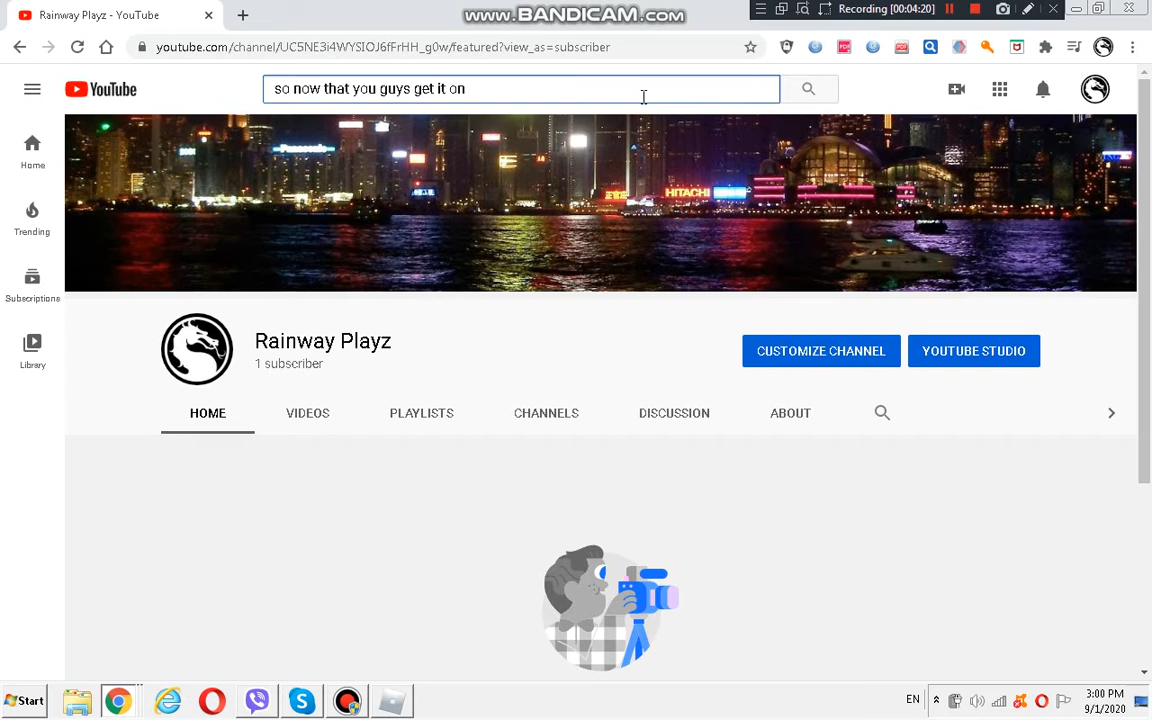 Rainway Playz - YouTube
www.BANDICAM.com
Recording [00:04:20]
youtube.com/channel/UC5NE3i4WYSIOJ6fFrHH_g0w/featured?view_as=subscriber
YouTube
so now that you guys get it on
Home
Trending
Subscriptions
Library
Panasonic
HITACHI
Rainway Playz
1 subscriber
CUSTOMIZE CHANNEL
YOUTUBE STUDIO
HOME
VIDEOS
PLAYLISTS
CHANNELS
DISCUSSION
ABOUT
Start
EN
3:00 PM
9/1/2020